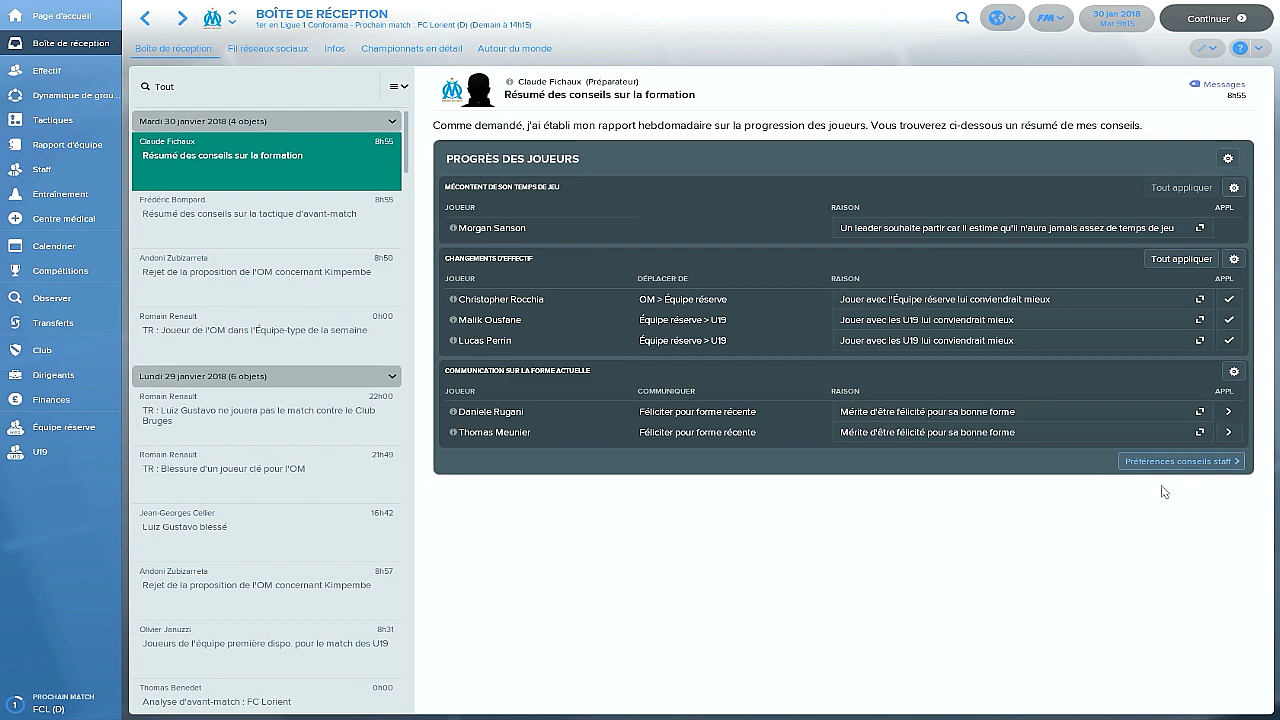 Page d'accueil
Boîte de réception
Effectif
Dynamique de grou...
Tactiques
Rapport d'équipe
Staff
Entraînement
Centre médical
Calendrier
Compétitions
Observer
Transferts
Club
Dirigeants
Finances
Équipe réserve
U19
1
PROCHAIN MATCH
FCL (D)
BOÎTE DE RÉCEPTION
1er en Ligue 1 Conforama - Prochain match : FC Lorient (D) (Demain à 14h15)
FM
30 jan 2018
Mar 9h15
Continuer
Boîte de réception
Fil réseaux sociaux
Infos
Championnats en détail
Autour du monde
?
Tout
Mardi 30 janvier 2018 (4 objets)
Claude Fichaux 8h55
Résumé des conseils sur la formation
Frédéric Bompard 8h55
Résumé des conseils sur la tactique d'avant-match
Andoni Zubizarreta 8h50
Rejet de la proposition de l'OM concernant Kimpembe
Romain Renault 0h00
TR : Joueur de l'OM dans l'Équipe-type de la semaine
Lundi 29 janvier 2018 (6 objets)
Romain Renault 22h00
TR : Luiz Gustavo ne jouera pas le match contre le Club
Bruges
Romain Renault 21h49
TR : Blessure d'un joueur clé pour l'OM
Jean-Georges Cellier 16h42
Luiz Gustavo blessé
Andoni Zubizarreta 8h57
Rejet de la proposition de l'OM concernant Kimpembe
Olivier Januzzi 8h31
Joueurs de l'équipe première dispo. pour le match des U19
Thomas Benedet 0h00
Analyse d'avant-match : FC Lorient
Claude Fichaux (Préparateur)
Résumé des conseils sur la formation
Messages
8h55
Comme demandé, j'ai établi mon rapport hebdomadaire sur la progression des joueurs. Vous trouverez ci-dessous un résumé de mes conseils.
PROGRÈS DES JOUEURS
MÉCONTENT DE SON TEMPS DE JEU
Tout appliquer
JOUEUR RAISON APPL
Morgan Sanson Un leader souhaite partir car il estime qu'il n'aura jamais assez de temps de jeu
CHANGEMENTS D'EFFECTIF
Tout appliquer
JOUEUR DÉPLACER DE RAISON APPL
Christopher Rocchia OM > Équipe réserve Jouer avec l'Équipe réserve lui conviendrait mieux
Malik Ousfane Équipe réserve > U19 Jouer avec les U19 lui conviendrait mieux
Lucas Perrin Équipe réserve > U19 Jouer avec les U19 lui conviendrait mieux
COMMUNICATION SUR LA FORME ACTUELLE
JOUEUR COMMUNIQUER RAISON APPL
Daniele Rugani Féliciter pour forme récente Mérite d'être félicité pour sa bonne forme
Thomas Meunier Féliciter pour forme récente Mérite d'être félicité pour sa bonne forme
Préférences conseils staff